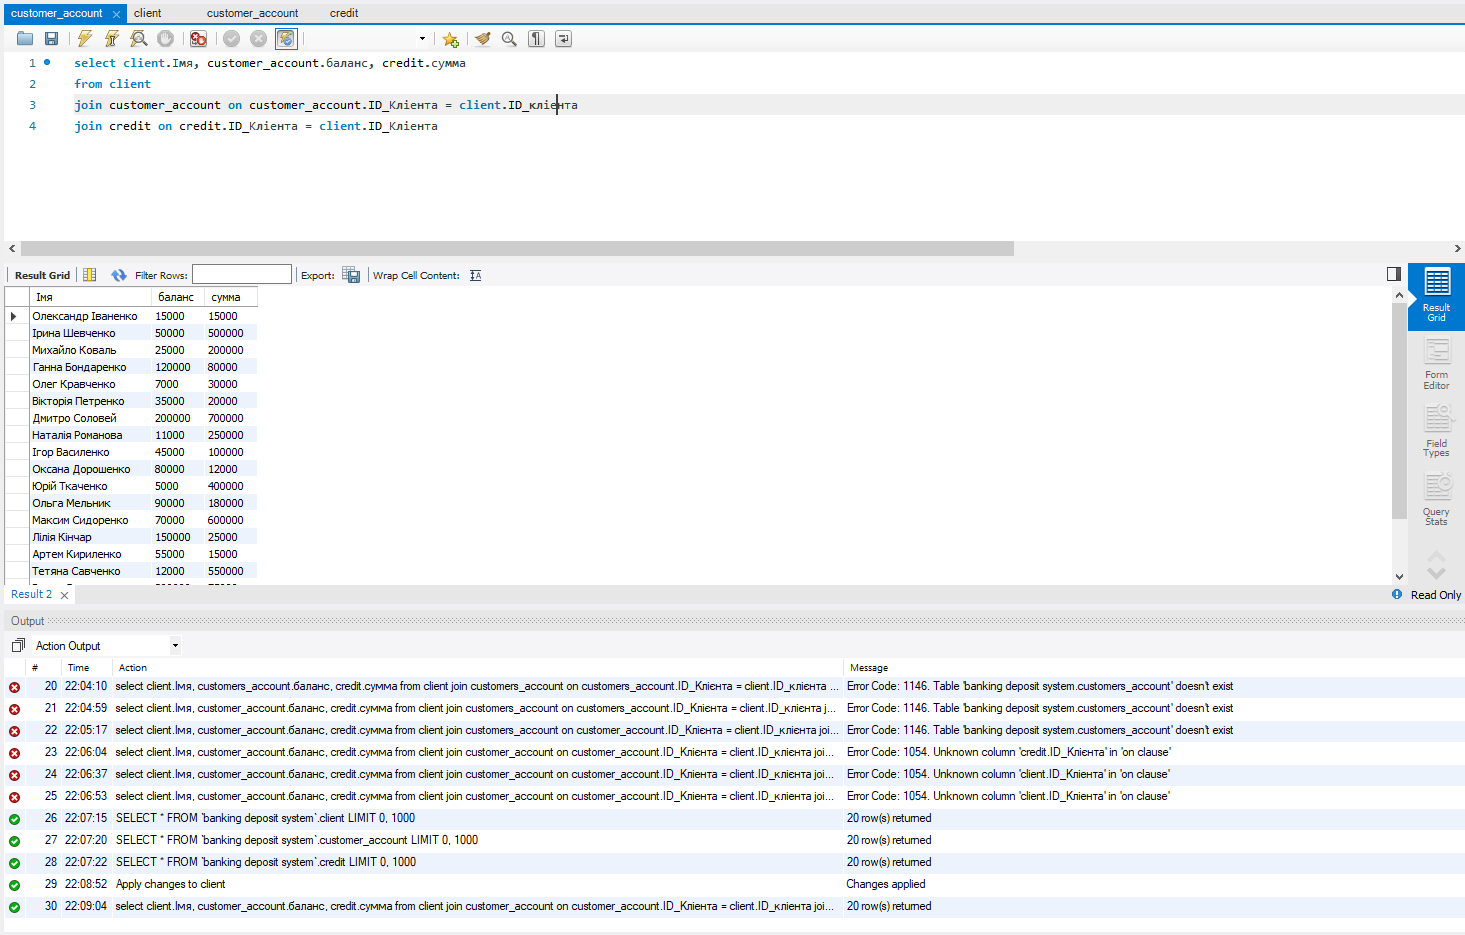 customer_account client customer_account credit
1 select client.Імя, customer_account.баланс, credit.сумма
2 from client
3 join customer_account on customer_account.ID_Клієнта = client.ID_клієнта
4 join credit on credit.ID_Клієнта = client.ID_Клієнта
Result Grid Filter Rows: Export: Wrap Cell Content:
Імя баланс сумма
Олександр Іваненко 15000 15000
Ірина Шевченко 50000 500000
Михайло Коваль 25000 200000
Ганна Бондаренко 120000 80000
Олег Кравченко 7000 30000
Вікторія Петренко 35000 20000
Дмитро Соловей 200000 700000
Наталія Романова 11000 250000
Ігор Василенко 45000 100000
Оксана Дорошенко 80000 12000
Юрій Ткаченко 5000 400000
Ольга Мельник 90000 180000
Максим Сидоренко 70000 600000
Лілія Кінчар 150000 25000
Артем Кириленко 55000 15000
Тетяна Савченко 12000 550000
Result
Grid
Form
Editor
Field
Types
Query
Stats
Result 2 Read Only
Output
Action Output
# Time Action Message
20 22:04:10 select client.Імя, customers_account.баланс, credit.сумма from client join customers_account on customers_account.ID_Клієнта = client.ID_клієнта ... Error Code: 1146. Table 'banking deposit system.customers_account' doesn't exist
21 22:04:59 select client.Імя, customer_account.баланс, credit.сумма from client join customers_account on customers_account.ID_Клієнта = client.ID_клієнта j... Error Code: 1146. Table 'banking deposit system.customers_account' doesn't exist
22 22:05:17 select client.Імя, customer_account.баланс, credit.сумма from client join customers_account on customer_account.ID_Клієнта = client.ID_клієнта joi... Error Code: 1146. Table 'banking deposit system.customers_account' doesn't exist
23 22:06:04 select client.Імя, customer_account.баланс, credit.сумма from client join customer_account on customer_account.ID_Клієнта = client.ID_клієнта joi... Error Code: 1054. Unknown column 'credit.ID_Клієнта' in 'on clause'
24 22:06:37 select client.Імя, customer_account.баланс, credit.сумма from client join customer_account on customer_account.ID_Клієнта = client.ID_клієнта joi... Error Code: 1054. Unknown column 'client.ID_Клієнта' in 'on clause'
25 22:06:53 select client.Імя, customer_account.баланс, credit.сумма from client join customer_account on customer_account.ID_Клієнта = client.ID_клієнта joi... Error Code: 1054. Unknown column 'client.ID_Клієнта' in 'on clause'
26 22:07:15 SELECT * FROM `banking deposit system`.client LIMIT 0, 1000 20 row(s) returned
27 22:07:20 SELECT * FROM `banking deposit system`.customer_account LIMIT 0, 1000 20 row(s) returned
28 22:07:22 SELECT * FROM `banking deposit system`.credit LIMIT 0, 1000 20 row(s) returned
29 22:08:52 Apply changes to client Changes applied
30 22:09:04 select client.Імя, customer_account.баланс, credit.сумма from client join customer_account on customer_account.ID_Клієнта = client.ID_клієнта joi... 20 row(s) returned